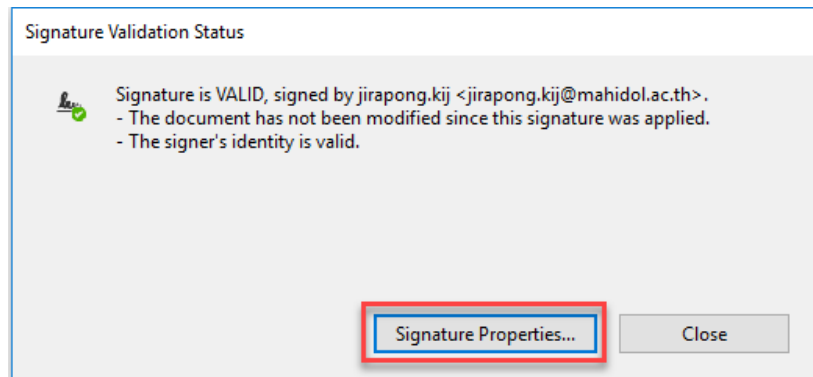 Signature Validation Status
Signature is VALID, signed by jirapong.kij <jirapong.kij@mahidol.ac.th>.
- The document has not been modified since this signature was applied.
- The signer's identity is valid.
Signature Properties...
Close